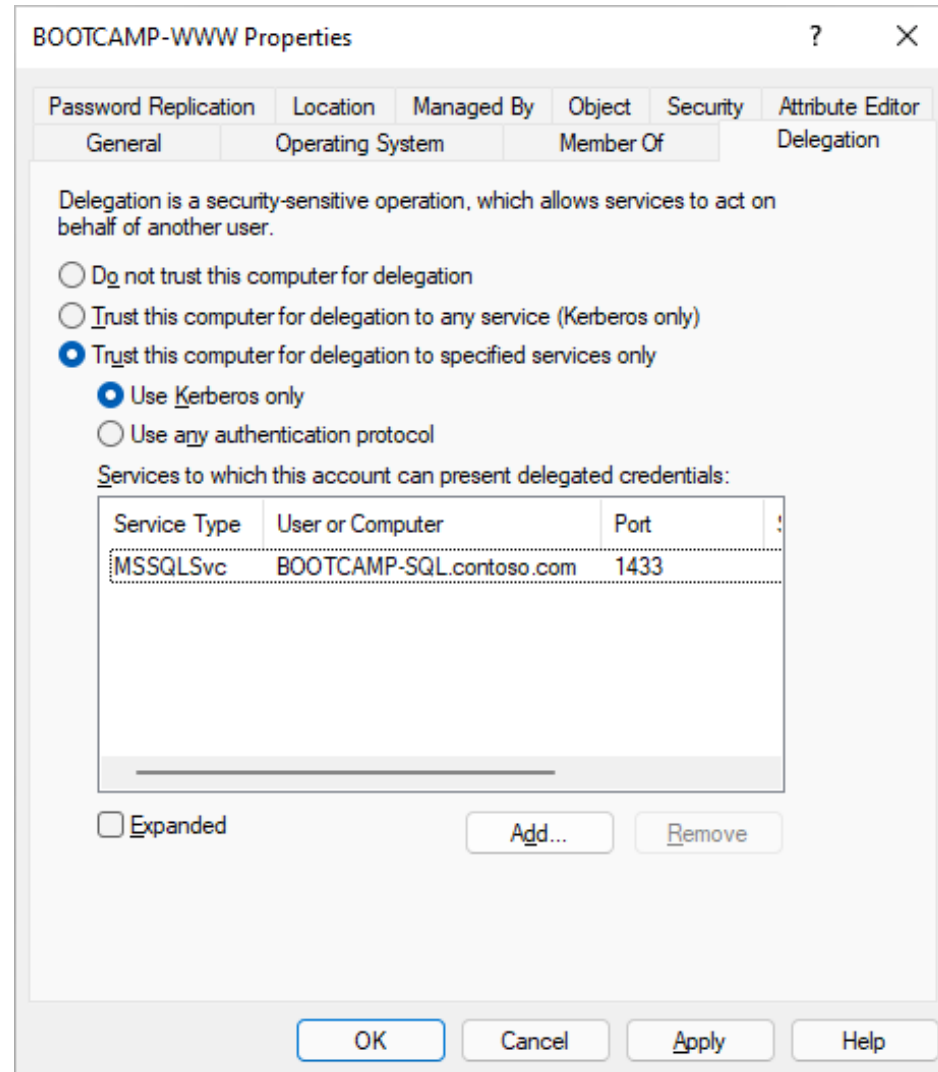 BOOTCAMP-WWW Properties ?
Password Replication Location Managed By Object Security Attribute Editor
General Operating System Member Of Delegation
Delegation is a security-sensitive operation, which allows services to act on
behalf of another user.
Do not trust this computer for delegation
Trust this computer for delegation to any service (Kerberos only)
Trust this computer for delegation to specified services only
Use Kerberos only
Use any authentication protocol
Services to which this account can present delegated credentials:
Service Type User or Computer Port
MSSQLSvc BOOTCAMP-SQL.contoso.com 1433
Expanded Add... Remove
OK Cancel Apply Help